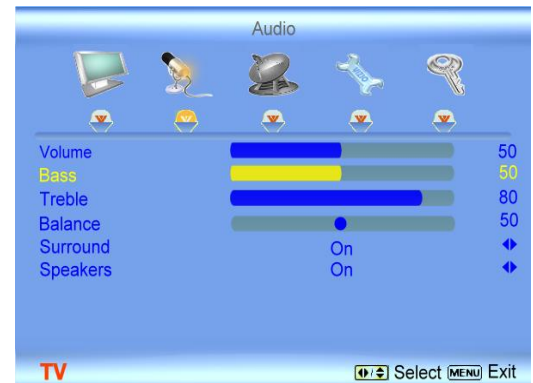 Audio
Volume 50
Bass 50
Treble 80
Balance 50
Surround On
Speakers On
TV Select MENU Exit